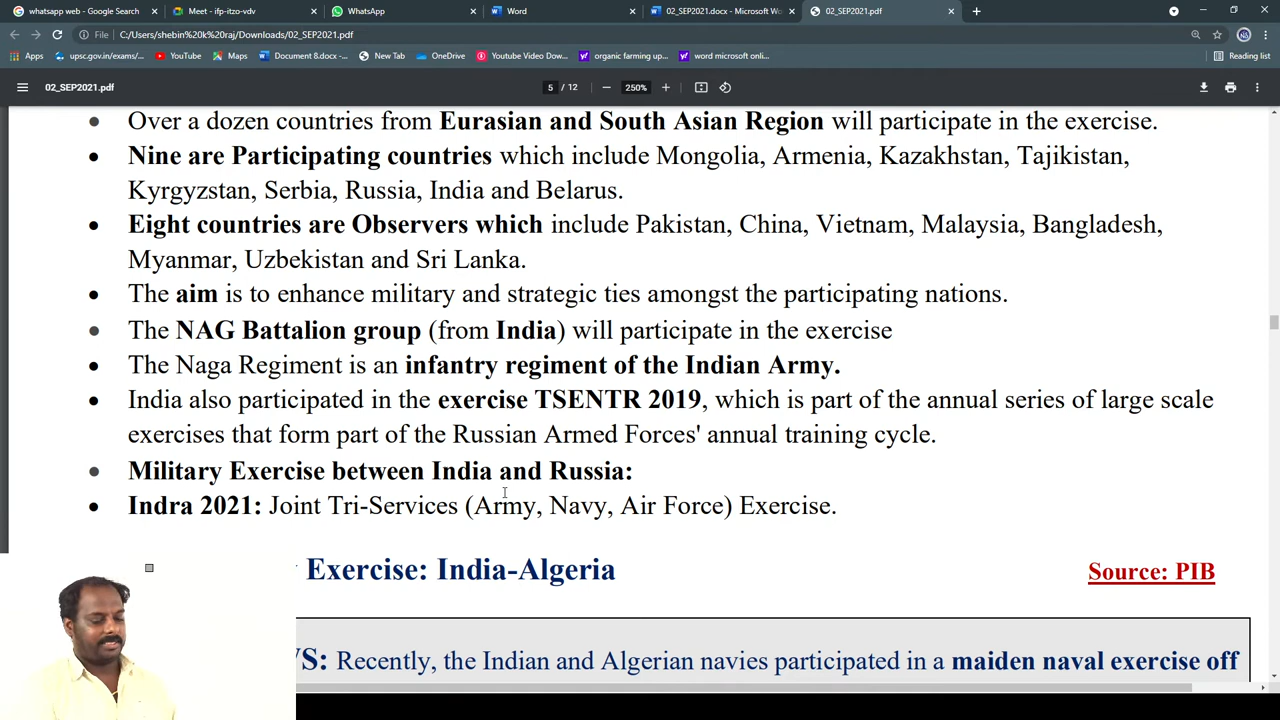 whatsapp web - Google Search
Meet - ifp-itzo-vdv
WhatsApp
Word
02_SEP2021.docx - Microsoft Wo
02_SEP2021.pdf
File
C:/Users/shebin%20k%20raj/Downloads/02_SEP2021.pdf
Apps
upsc.gov.in/exams/...
YouTube
Maps
Document 8.docx -...
New Tab
OneDrive
Youtube Video Dow...
organic farming up...
word microsoft onli...
Reading list
02_SEP2021.pdf
5 / 12
250%
• Over a dozen countries from Eurasian and South Asian Region will participate in the exercise.
• Nine are Participating countries which include Mongolia, Armenia, Kazakhstan, Tajikistan,
Kyrgyzstan, Serbia, Russia, India and Belarus.
• Eight countries are Observers which include Pakistan, China, Vietnam, Malaysia, Bangladesh,
Myanmar, Uzbekistan and Sri Lanka.
• The aim is to enhance military and strategic ties amongst the participating nations.
• The NAG Battalion group (from India) will participate in the exercise
• The Naga Regiment is an infantry regiment of the Indian Army.
• India also participated in the exercise TSENTR 2019, which is part of the annual series of large scale
exercises that form part of the Russian Armed Forces' annual training cycle.
• Military Exercise between India and Russia:
• Indra 2021: Joint Tri-Services (Army, Navy, Air Force) Exercise.
Exercise: India-Algeria
Source: PIB
S: Recently, the Indian and Algerian navies participated in a maiden naval exercise off